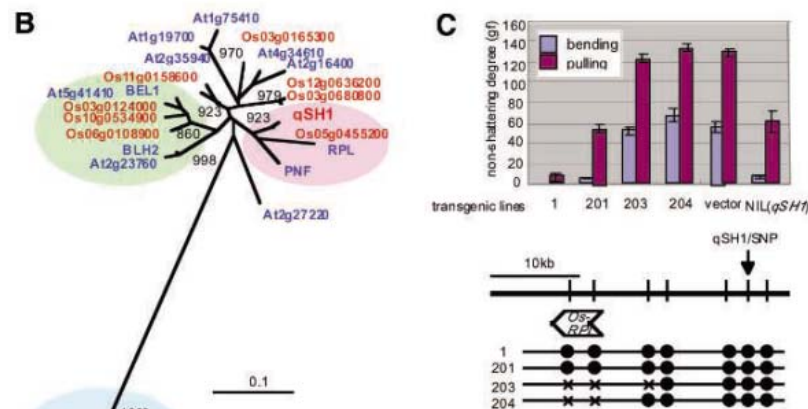 B
At1g75410
At1g19700
Os03g0165300
970
At2g35940
At4g34610
At2g16400
Os11g0158600
Os12g0636200
979
Os03g0680800
At5g41410
BEL1
Os03g0124000
923
923
qSH1
Os10g0534900
Os06g0108900
860
Os05g0455200
BLH2
RPL
998
At2g23760
PNF
At2g27220
0.1
C
non-shattering degree (gf)
160
140
120
100
80
60
40
20
0
bending
pulling
transgenic lines 1 201 203 204 vector NIL(qSH1)
qSH1/SNP
10kb
Os-
RPL
1
201
203
204